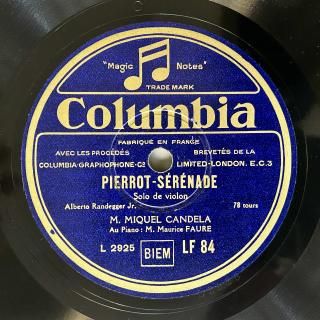 "Magic Notes"
TRADE MARK
Columbia
FABRIQUÉ EN FRANCE
AVEC LES PROCÉDÉS BREVETÉS DE LA
COLUMBIA-GRAPHOPHONE-Cº LIMITED-LONDON. E.C.3
PIERROT-SÉRÉNADE
Solo de violon
Alberto Randegger Jr. 78 tours
M. MIQUEL CANDELA
Au Piano : M. Maurice FAURE
L 2925 BIEM LF 84